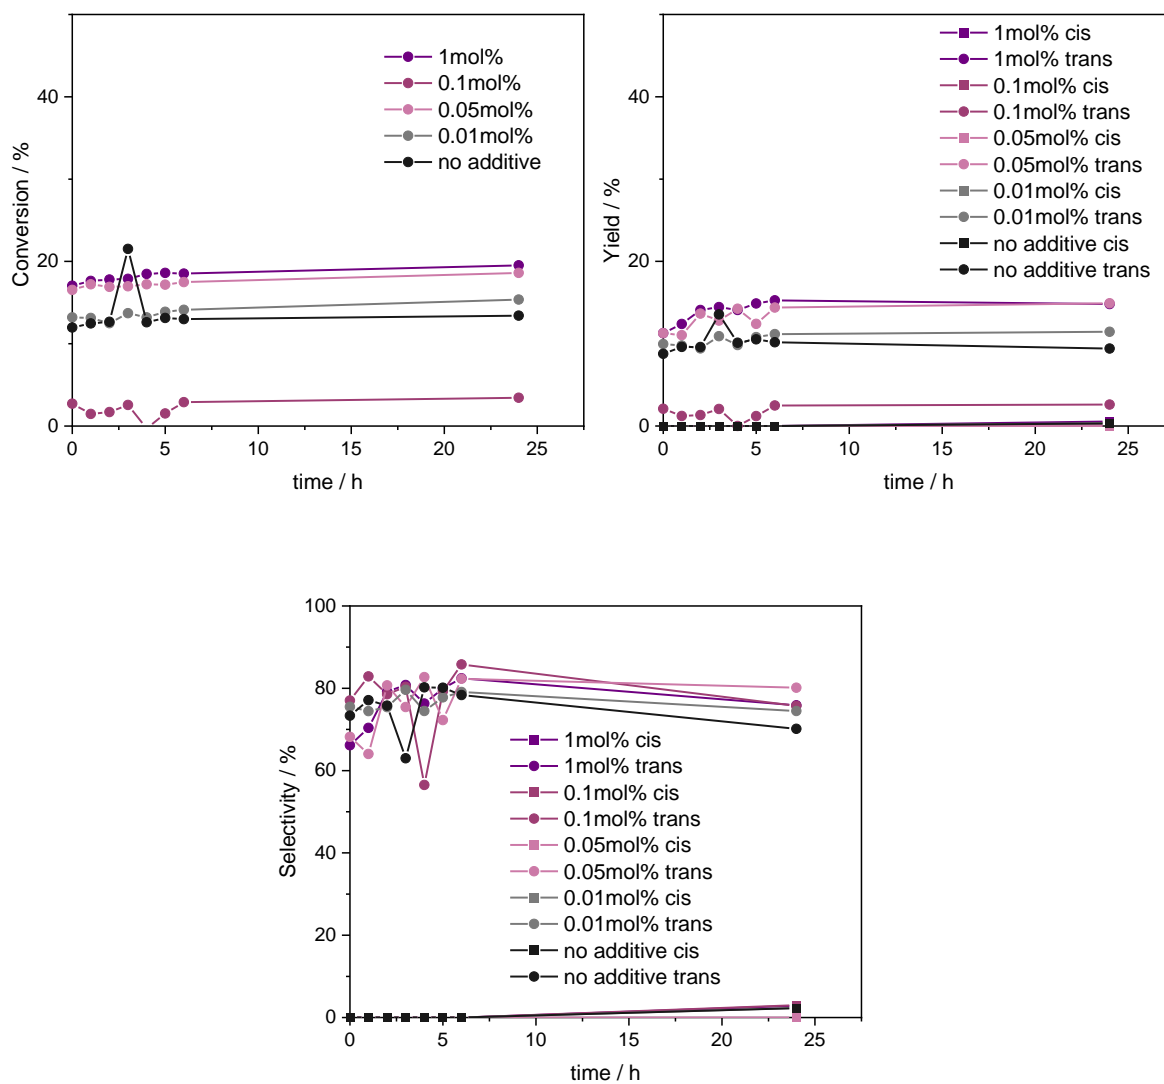 Conversion / %
40
20
0
0
5
10
15
20
25
time / h
1mol%
0.1mol%
0.05mol%
0.01mol%
no additive
Yield / %
40
20
0
0
5
10
15
20
25
time / h
1mol% cis
1mol% trans
0.1mol% cis
0.1mol% trans
0.05mol% cis
0.05mol% trans
0.01mol% cis
0.01mol% trans
no additive cis
no additive trans
Selectivity / %
100
80
60
40
20
0
0
5
10
15
20
25
time / h
1mol% cis
1mol% trans
0.1mol% cis
0.1mol% trans
0.05mol% cis
0.05mol% trans
0.01mol% cis
0.01mol% trans
no additive cis
no additive trans